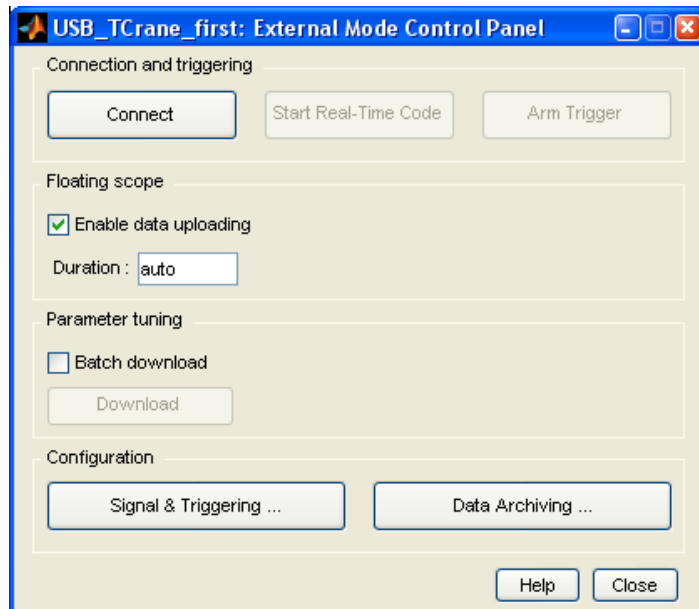 USB_TCrane_first: External Mode Control Panel
Connection and triggering
Connect Start Real-Time Code Arm Trigger
Floating scope
Enable data uploading
Duration : auto
Parameter tuning
Batch download
Download
Configuration
Signal & Triggering ... Data Archiving ...
Help Close